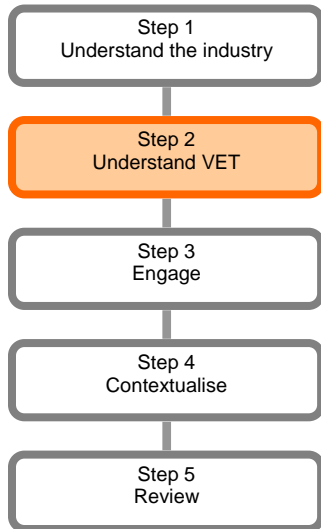 Step 1
Understand the industry
Step 2
Understand VET
Step 3
Engage
Step 4
Contextualise
Step 5
Review